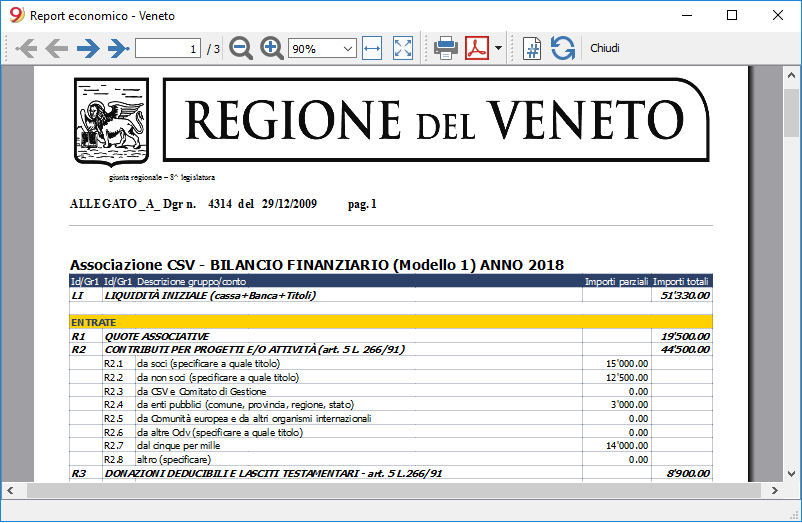 Report economico - Veneto
1 / 3 90% Chiudi
REGIONE DEL VENETO
giunta regionale – 8^ legislatura
ALLEGATO _A_ Dgr n. 4314 del 29/12/2009 pag. 1
Associazione CSV - BILANCIO FINANZIARIO (Modello 1) ANNO 2018
Id/Gr1 Id/Gr1 Descrizione gruppo/conto Importi parziali Importi totali
LI LIQUIDITÀ INIZIALE (cassa+Banca+Titoli) 51'330.00
ENTRATE
R1 QUOTE ASSOCIATIVE 19'500.00
R2 CONTRIBUTI PER PROGETTI E/O ATTIVITÀ (art. 5 L. 266/91) 44'500.00
R2.1 da soci (specificare a quale titolo) 15'000.00
R2.2 da non soci (specificare a quale titolo) 12'500.00
R2.3 da CSV e Comitato di Gestione 0.00
R2.4 da enti pubblici (comune, provincia, regione, stato) 3'000.00
R2.5 da Comunità europea e da altri organismi internazionali 0.00
R2.6 da altre Odv (specificare a quale titolo) 0.00
R2.7 dal cinque per mille 14'000.00
R2.8 altro (specificare) 0.00
R3 DONAZIONI DEDUCIBILI E LASCITI TESTAMENTARI - art. 5 L.266/91 8'900.00